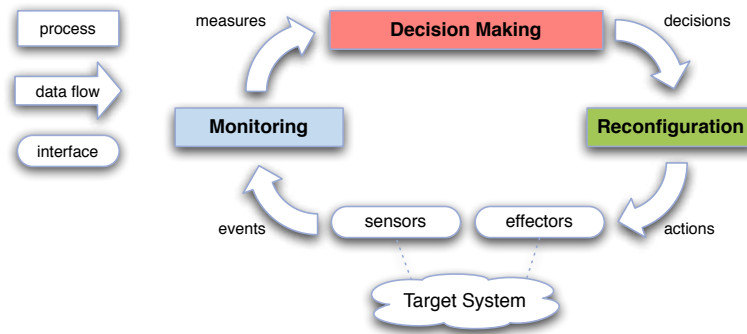 process
data flow
interface
measures
Decision Making
decisions
Monitoring
Reconfiguration
events
sensors
effectors
actions
Target System